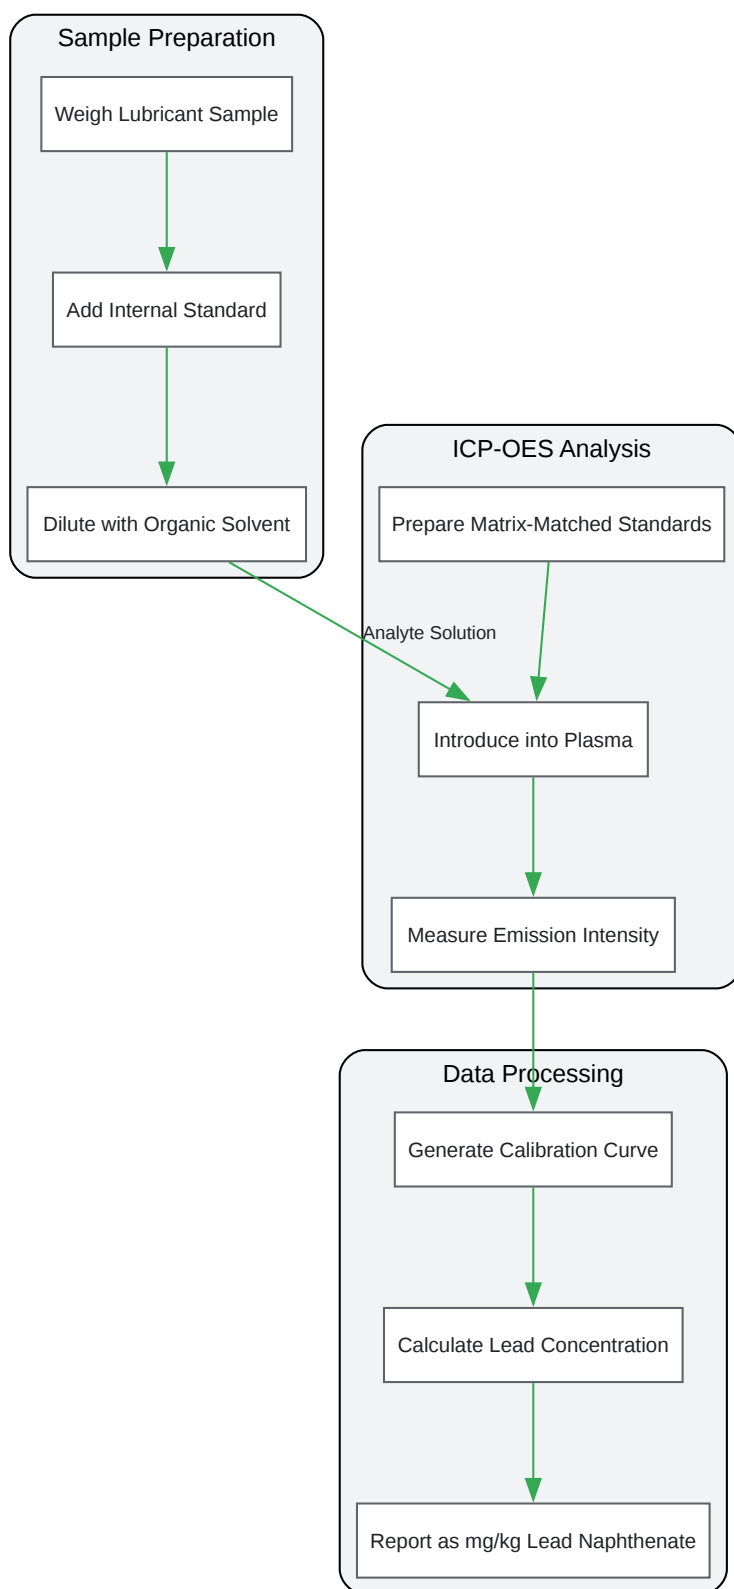 Sample Preparation
Weigh Lubricant Sample
Add Internal Standard
Dilute with Organic Solvent
ICP-OES Analysis
Prepare Matrix-Matched Standards
Analyte Solution
Introduce into Plasma
Measure Emission Intensity
Data Processing
Generate Calibration Curve
Calculate Lead Concentration
Report as mg/kg Lead Naphthenate